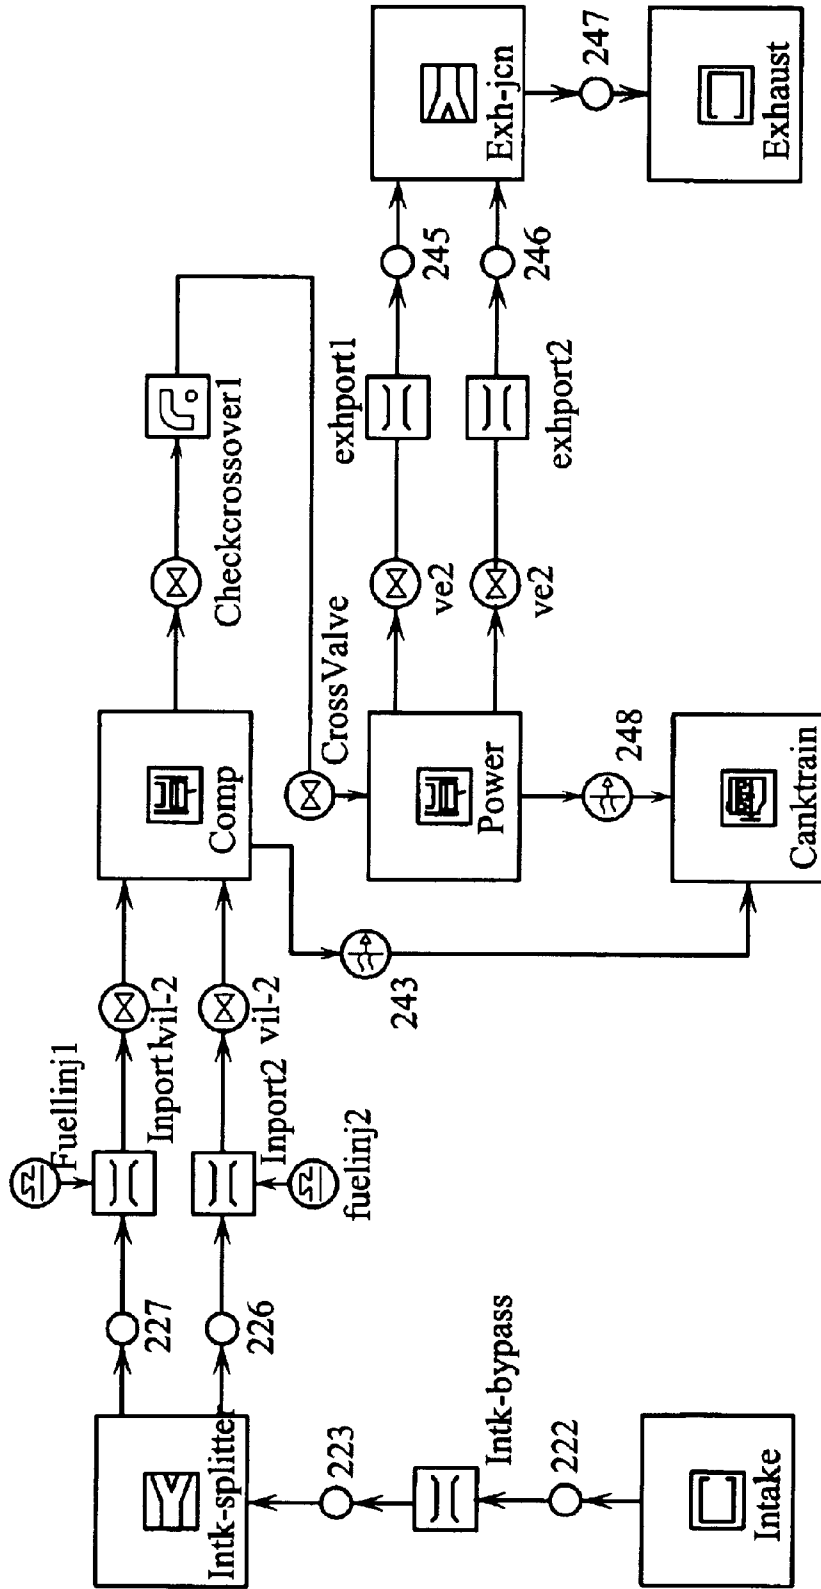 Intake
222
Intk-bypass
223
Intk-splitter
227
226
Fuellinj1
Inport1
vil-2
Inport2
vil-2
fuelinj2
Comp
243
Checkcrossover1
CrossValve
Power
248
Canktrain
ve2
ve2
exhport1
exhport2
245
246
Exh-jcn
247
Exhaust